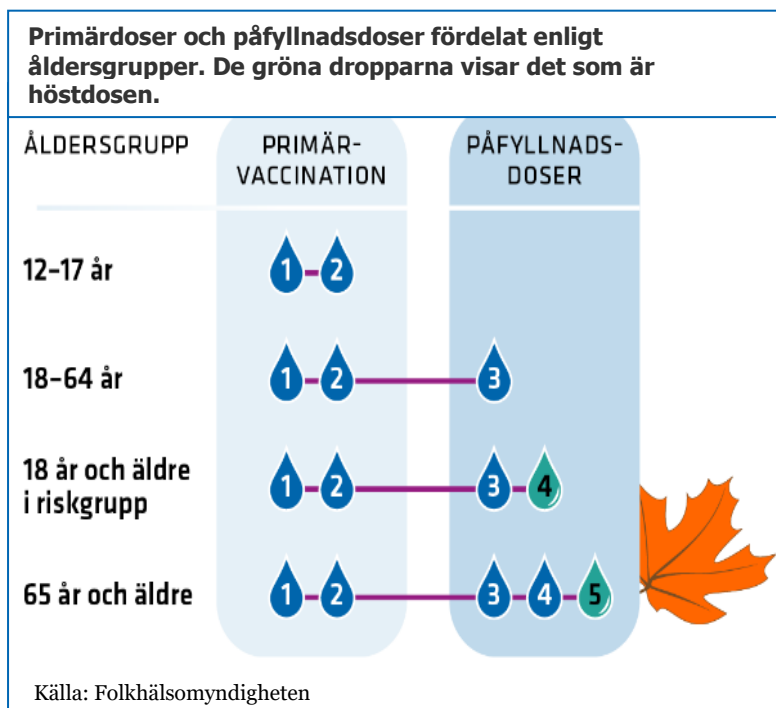 Primärdoser och påfyllnadsdoser fördelat enligt
åldersgrupper. De gröna dropparna visar det som är
höstdosen.
ÅLDERSGRUPP
PRIMÄR-
VACCINATION
PÅFYLLNADS-
DOSER
12–17 år
1 2
18–64 år
1 2 3
18 år och äldre
i riskgrupp
1 2 3 4
65 år och äldre
1 2 3 4 5
Källa: Folkhälsomyndigheten